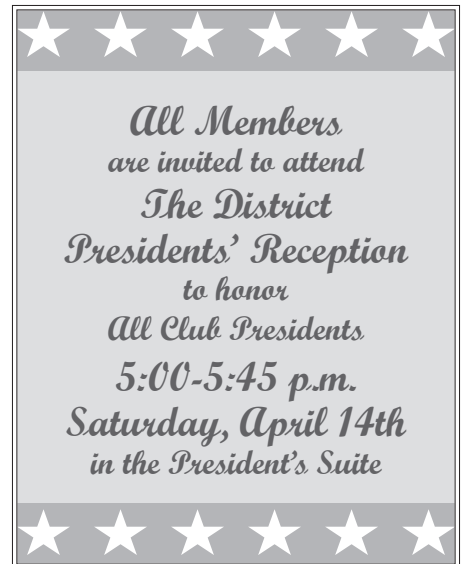 All Members
are invited to attend
The District
Presidents’ Reception
to honor
All Club Presidents
5:00-5:45 p.m.
Saturday, April 14th
in the President’s Suite